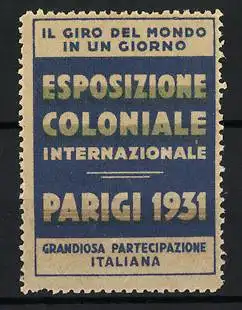 IL GIRO DEL MONDO
IN UN GIORNO
ESPOSIZIONE
COLONIALE
INTERNAZIONALE
PARIGI 1931
GRANDIOSA PARTECIPAZIONE
ITALIANA